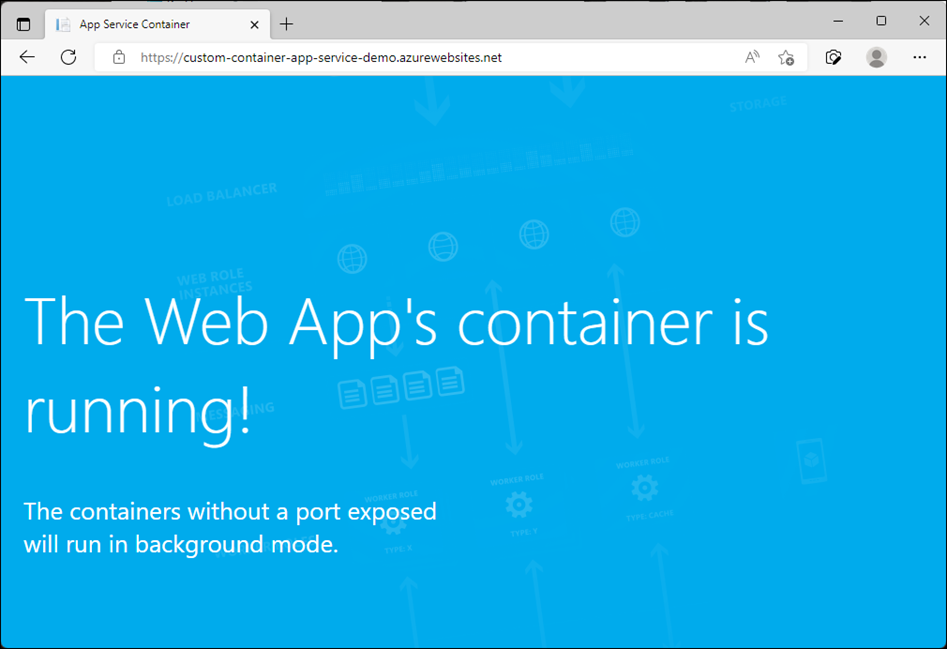 App Service Container
https://custom-container-app-service-demo.azurewebsites.net
STORAGE
LOAD BALANCER
WEB ROLE
INSTANCES
The Web App's container is
running!
WORKER ROLE
WORKER ROLE
WORKER ROLE
TYPE: CACHE
TYPE: Y
TYPE: X
The containers without a port exposed
will run in background mode.